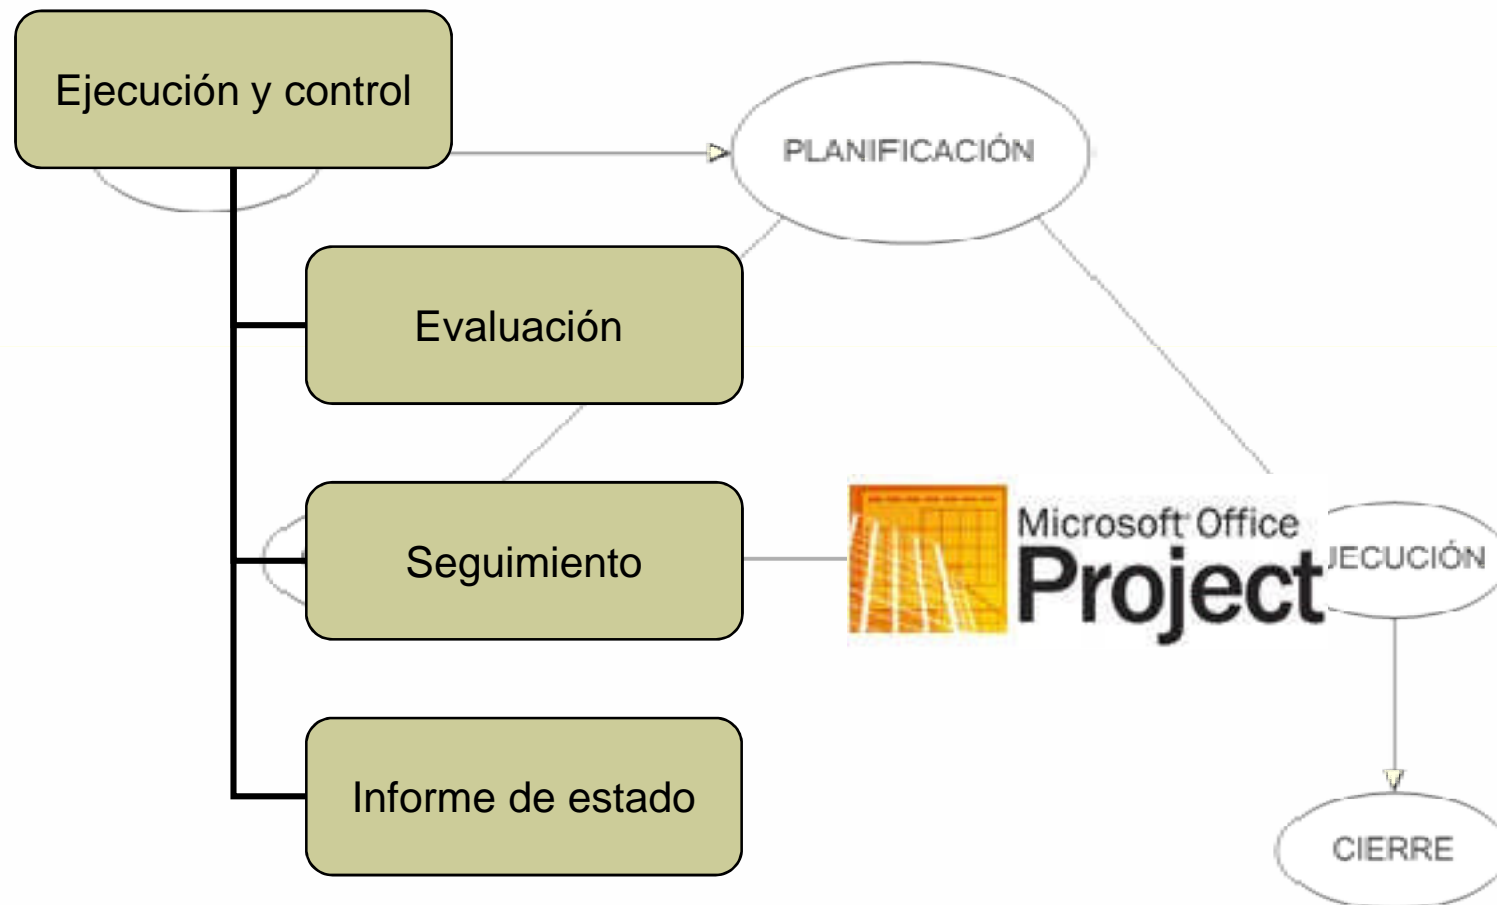 Ejecución y control
PLANIFICACIÓN
Evaluación
Seguimiento
Microsoft Office
Project
JECUCIÓN
Informe de estado
CIERRE